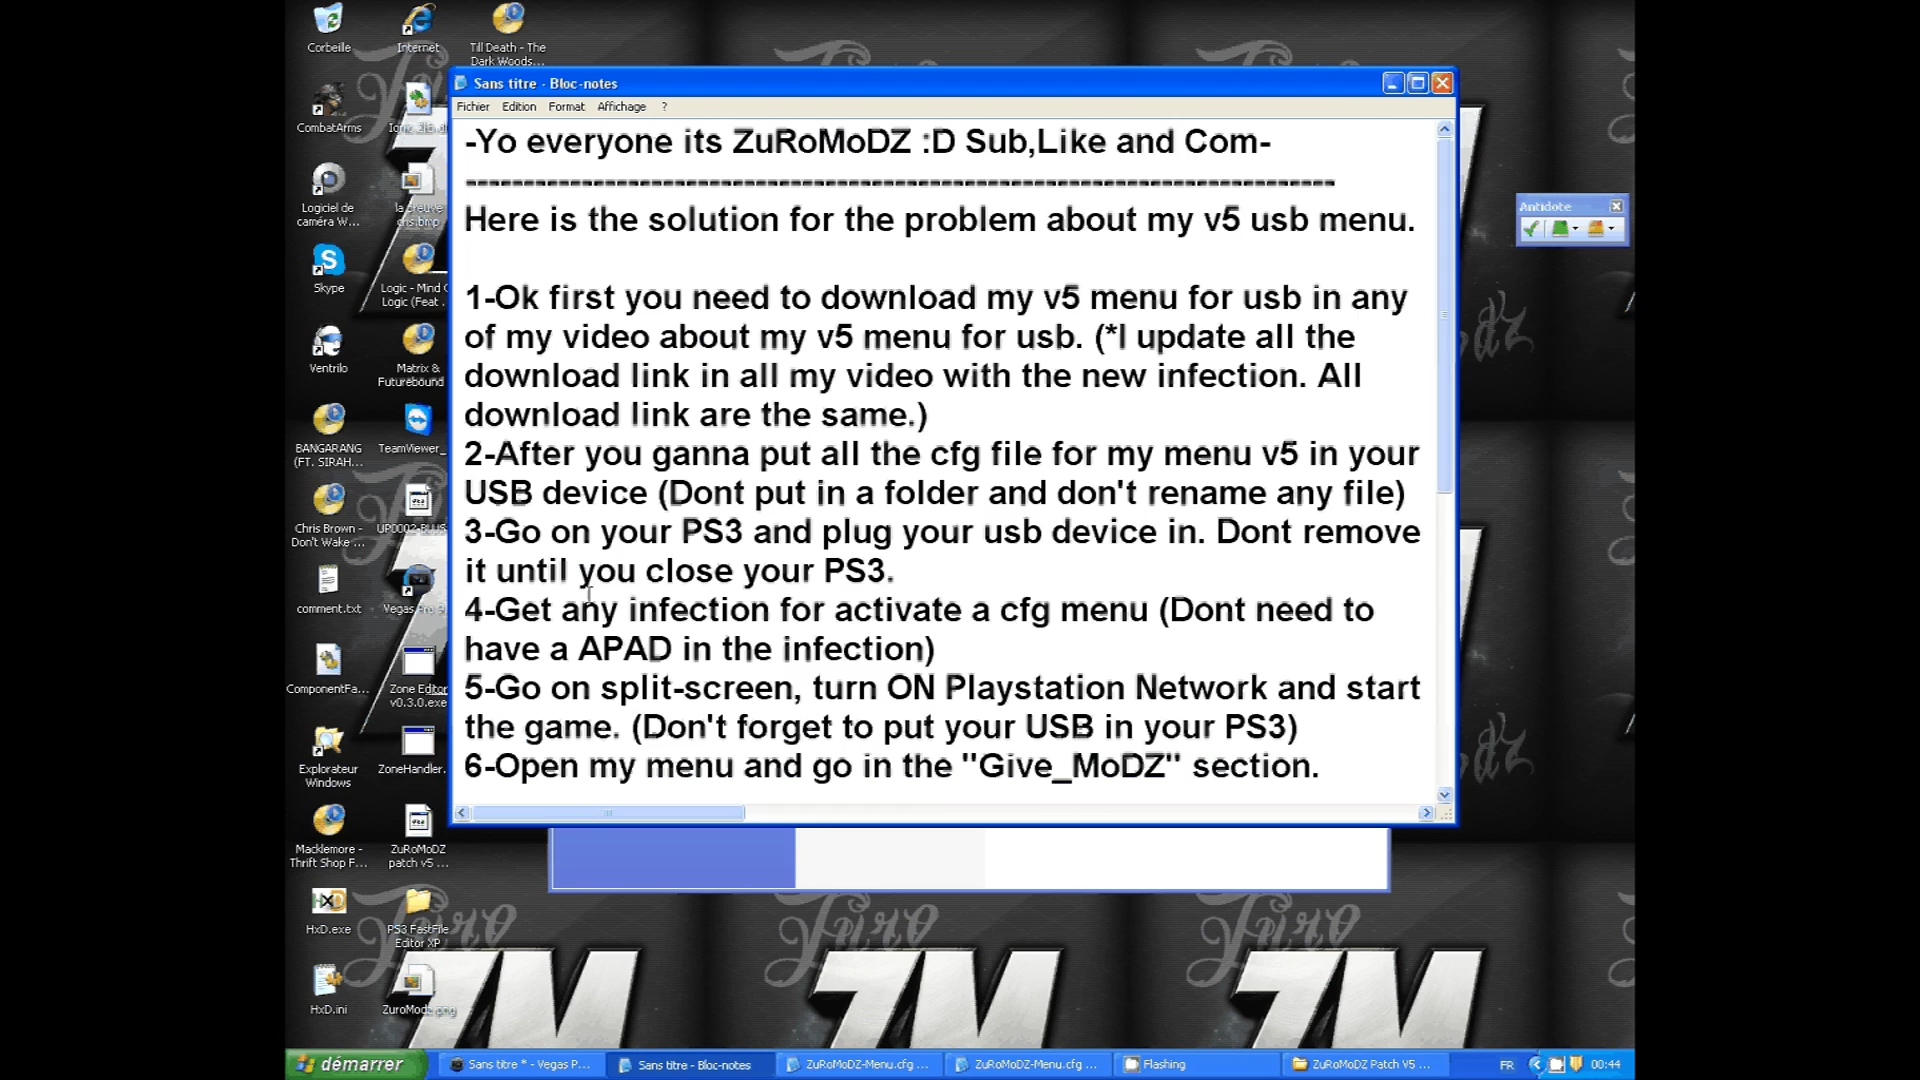 Corbeille
Internet
Till Death - The
Dark Woods...
Sans titre - Bloc-notes
Fichier Edition Format Affichage ?
-Yo everyone its ZuRoMoDZ :D Sub,Like and Com-
---------------------------------------------------------------------------
Here is the solution for the problem about my v5 usb menu.
1-Ok first you need to download my v5 menu for usb in any
of my video about my v5 menu for usb. (*I update all the
download link in all my video with the new infection. All
download link are the same.)
2-After you ganna put all the cfg file for my menu v5 in your
USB device (Dont put in a folder and don't rename any file)
3-Go on your PS3 and plug your usb device in. Dont remove
it until you close your PS3.
4-Get any infection for activate a cfg menu (Dont need to
have a APAD in the infection)
5-Go on split-screen, turn ON Playstation Network and start
the game. (Don't forget to put your USB in your PS3)
6-Open my menu and go in the "Give_MoDZ" section.
Antidote
CombatArms
Logiciel de
caméra W...
Skype
Logic - Mind
Logic (Feat
Ventrilo
Matrix &
Futurebound
BANGARANG
(FT. SIRAH...
TeamViewer_
Chris Brown -
Don't Wake ...
comment.txt
Vegas Pro 9
ComponentFa...
Zone Editor
v0.3.0.exe
Explorateur
Windows
ZoneHandler.
Macklemore -
Thrift Shop F...
ZuRoMoDZ
patch v5 ...
HxD.exe
PS3 FastFile
Editor XP
HxD.ini
ZuroModz.png
démarrer
Sans titre * - Vegas P...
Sans titre - Bloc-notes
ZuRoMoDZ-Menu.cfg ...
ZuRoMoDZ-Menu.cfg ...
Flashing
ZuRoMoDZ Patch V5 ...
FR
00:44